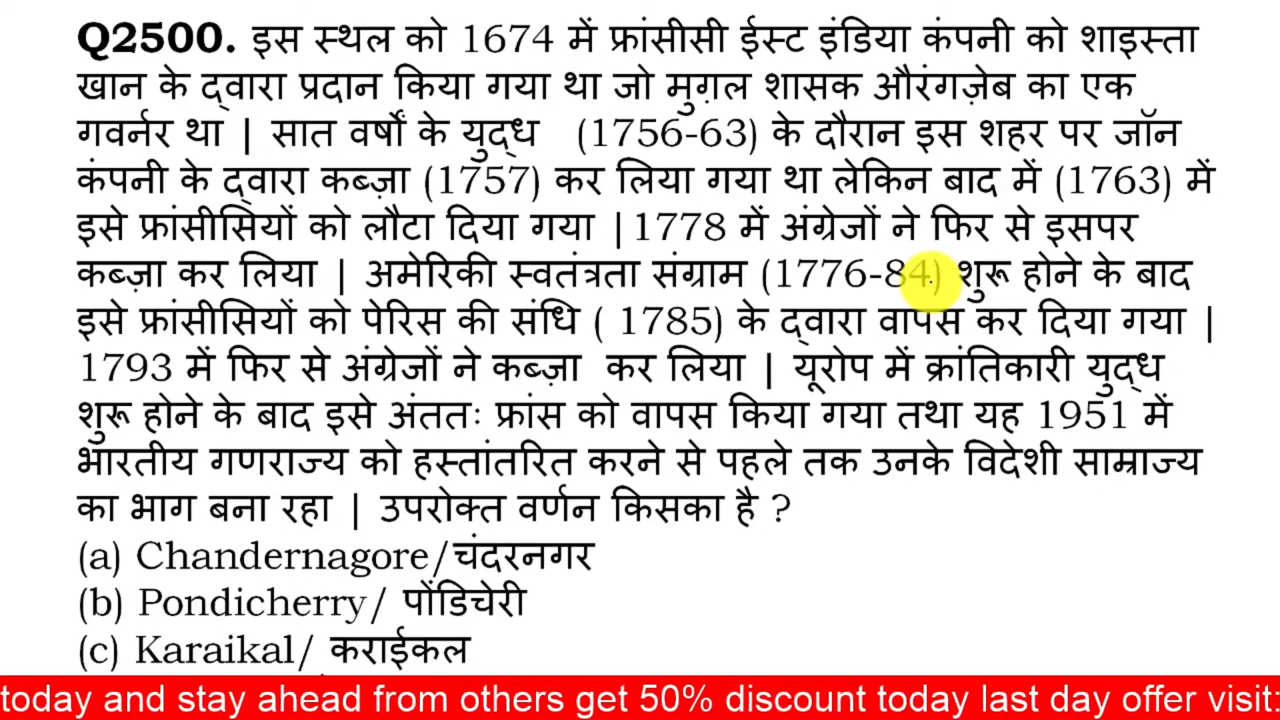 Q2500. इस स्थल को 1674 में फ्रांसीसी ईस्ट इंडिया कंपनी को शाइस्ता
खान के द्वारा प्रदान किया गया था जो मुग़ल शासक औरंगज़ेब का एक
गवर्नर था | सात वर्षों के युद्ध (1756-63) के दौरान इस शहर पर जॉन
कंपनी के द्वारा कब्ज़ा (1757) कर लिया गया था लेकिन बाद में (1763) में
इसे फ्रांसीसियों को लौटा दिया गया |1778 में अंग्रेजों ने फिर से इसपर
कब्ज़ा कर लिया | अमेरिकी स्वतंत्रता संग्राम (1776-84) शुरू होने के बाद
इसे फ्रांसीसियों को पेरिस की संधि ( 1785) के द्वारा वापस कर दिया गया |
1793 में फिर से अंग्रेजों ने कब्ज़ा कर लिया | यूरोप में क्रांतिकारी युद्ध
शुरू होने के बाद इसे अंततः फ्रांस को वापस किया गया तथा यह 1951 में
भारतीय गणराज्य को हस्तांतरित करने से पहले तक उनके विदेशी साम्राज्य
का भाग बना रहा | उपरोक्त वर्णन किसका है ?
(a) Chandernagore/चंदरनगर
(b) Pondicherry/ पोंडिचेरी
(c) Karaikal/ कराईकल
today and stay ahead from others get 50% discount today last day offer visit: